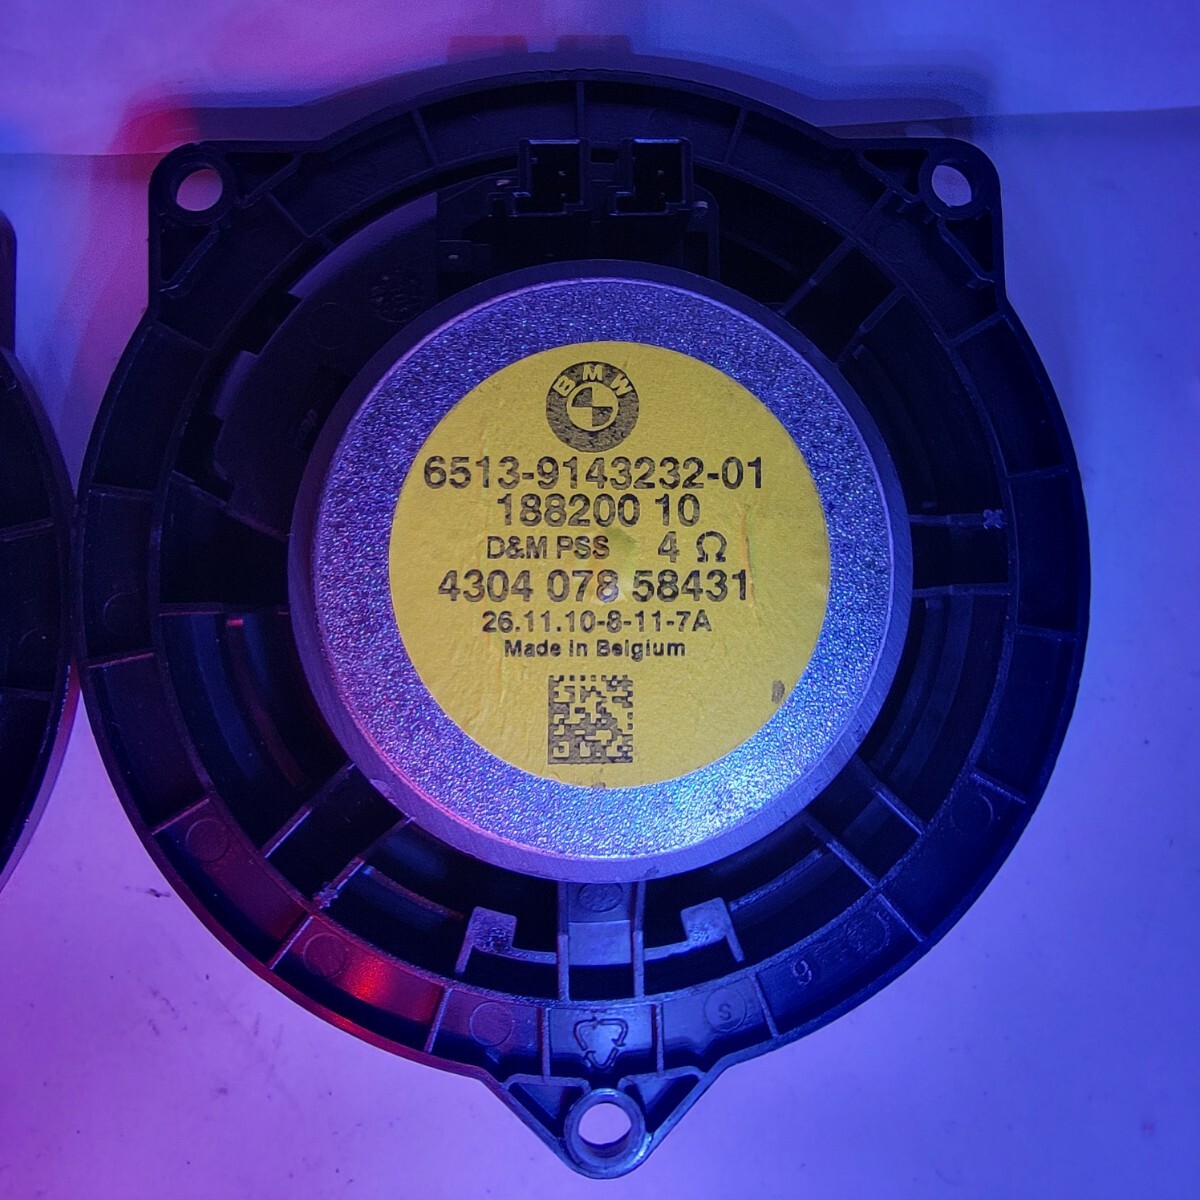 BMW
6513-9143232-01
188200 10
D&M PSS 4 Ω
4304 078 58431
26.11.10-8-11-7A
Made in Belgium
9
S